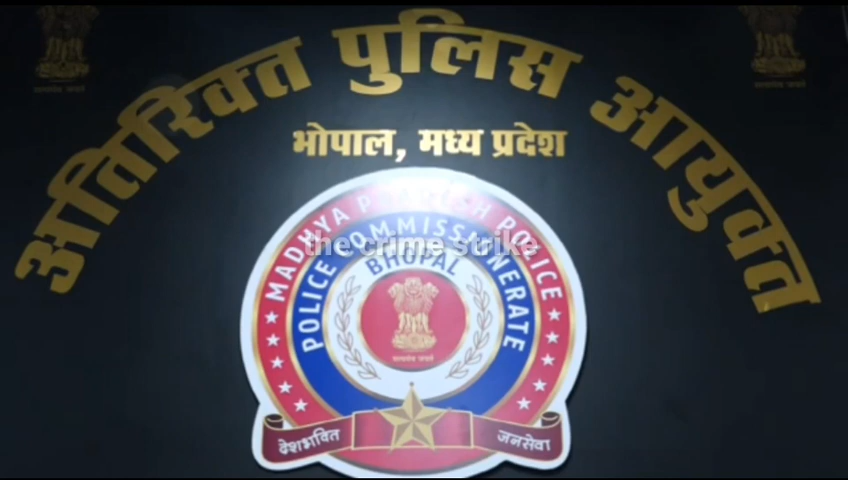 अतिरिक्त पुलिस आयुक्त
भोपाल, मध्य प्रदेश
MADHYA PRADESH POLICE
POLICE COMMISSIONERATE
the crime strike
BHOPAL
देशभक्ति
जनसेवा